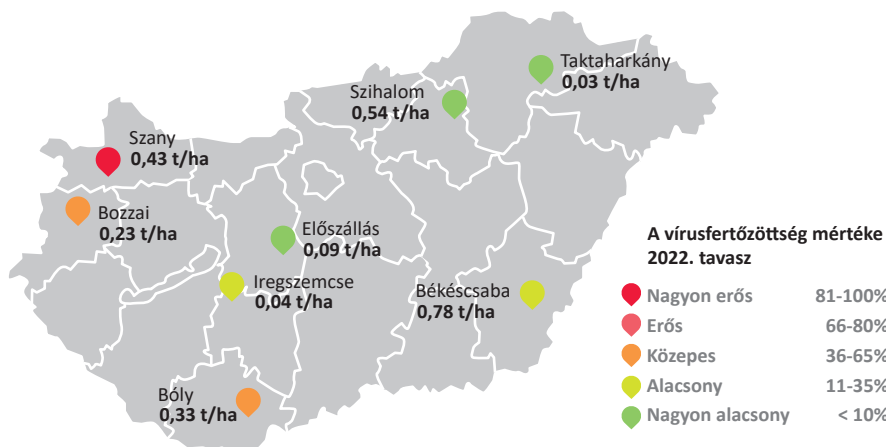 Taktaharkány
0,03 t/ha
Szihalom
0,54 t/ha
Szany
0,43 t/ha
Bozzai
0,23 t/ha
Előszállás
0,09 t/ha
Iregszemcse
0,04 t/ha
Békéscsaba
0,78 t/ha
Bóly
0,33 t/ha
A vírusfertőzöttség mértéke
2022. tavasz
Nagyon erős 81-100%
Erős 66-80%
Közepes 36-65%
Alacsony 11-35%
Nagyon alacsony < 10%